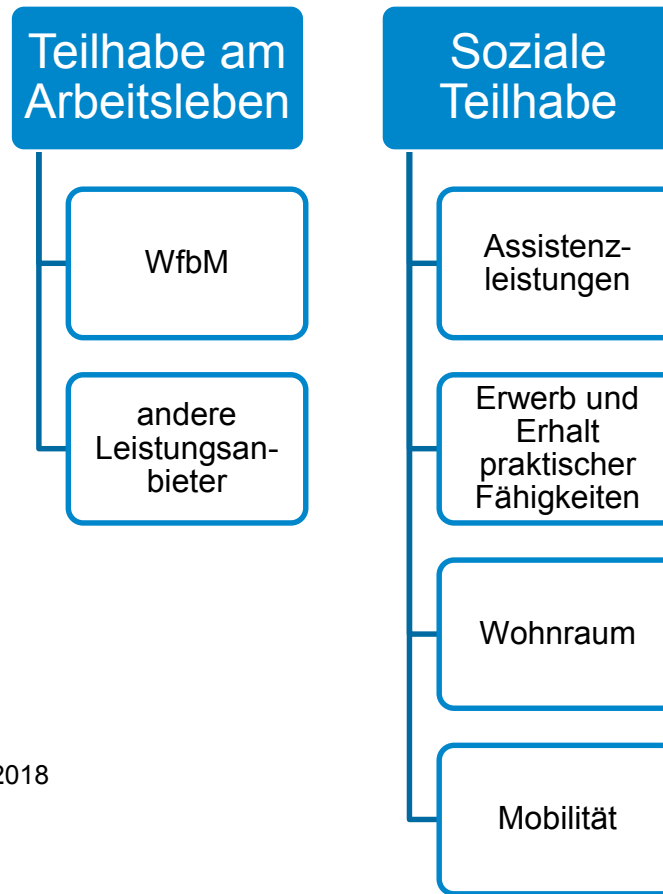 Teilhabe am
Arbeitsleben
WfbM
andere
Leistungsan-
bieter
Soziale
Teilhabe
Assistenz-
leistungen
Erwerb und
Erhalt
praktischer
Fähigkeiten
Wohnraum
Mobilität
2018